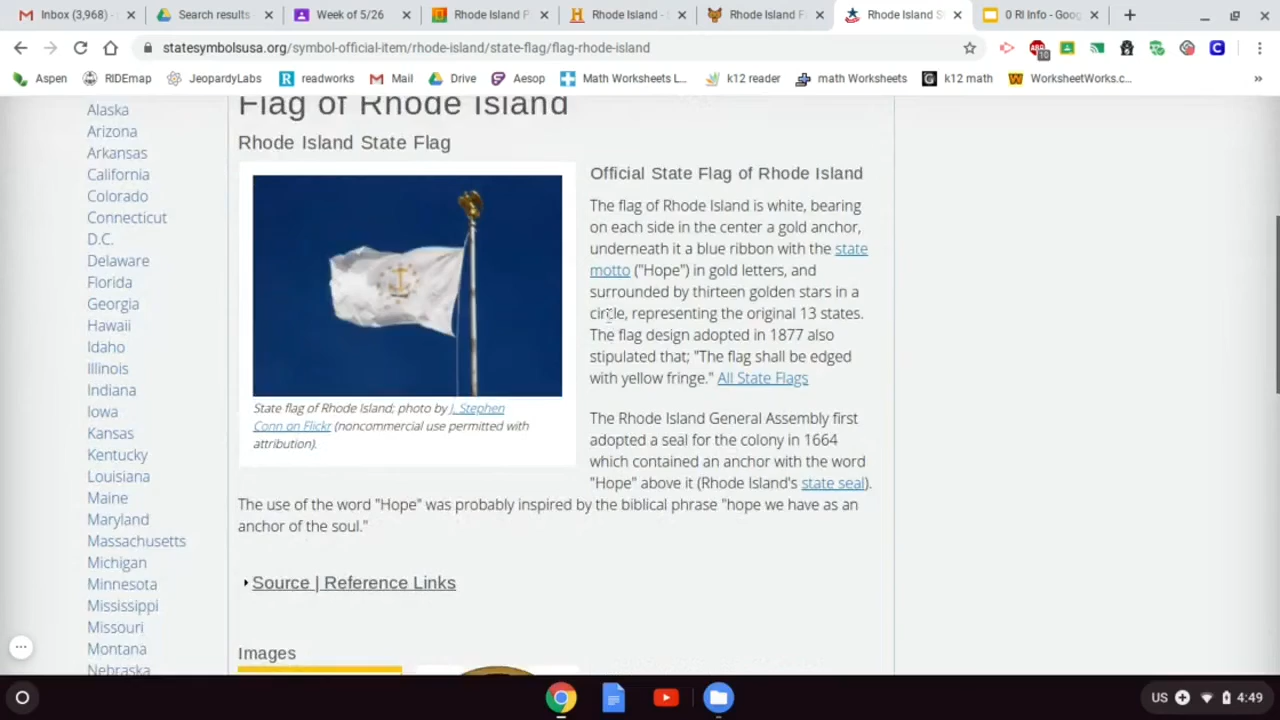 Inbox (3,968) -
Search results -
Week of 5/26
Rhode Island P
Rhode Island -
Rhode Island F
Rhode Island S
0 RI Info - Goog
statesymbolsusa.org/symbol-official-item/rhode-island/state-flag/flag-rhode-island
10
Aspen
RIDEmap
JeopardyLabs
readworks
Mail
Drive
Aesop
Math Worksheets L...
k12 reader
math Worksheets
k12 math
WorksheetWorks.c...
Alaska
Arizona
Arkansas
California
Colorado
Connecticut
D.C.
Delaware
Florida
Georgia
Hawaii
Idaho
Illinois
Indiana
Iowa
Kansas
Kentucky
Louisiana
Maine
Maryland
Massachusetts
Michigan
Minnesota
Mississippi
Missouri
Montana
Nebraska
Flag of Rhode Island
Rhode Island State Flag
State flag of Rhode Island; photo by J. Stephen
Conn on Flickr (noncommercial use permitted with
attribution).
Official State Flag of Rhode Island
The flag of Rhode Island is white, bearing
on each side in the center a gold anchor,
underneath it a blue ribbon with the state
motto ("Hope") in gold letters, and
surrounded by thirteen golden stars in a
circle, representing the original 13 states.
The flag design adopted in 1877 also
stipulated that; "The flag shall be edged
with yellow fringe." All State Flags
The Rhode Island General Assembly first
adopted a seal for the colony in 1664
which contained an anchor with the word
"Hope" above it (Rhode Island's state seal).
The use of the word "Hope" was probably inspired by the biblical phrase "hope we have as an
anchor of the soul."
Source | Reference Links
Images
US
4:49